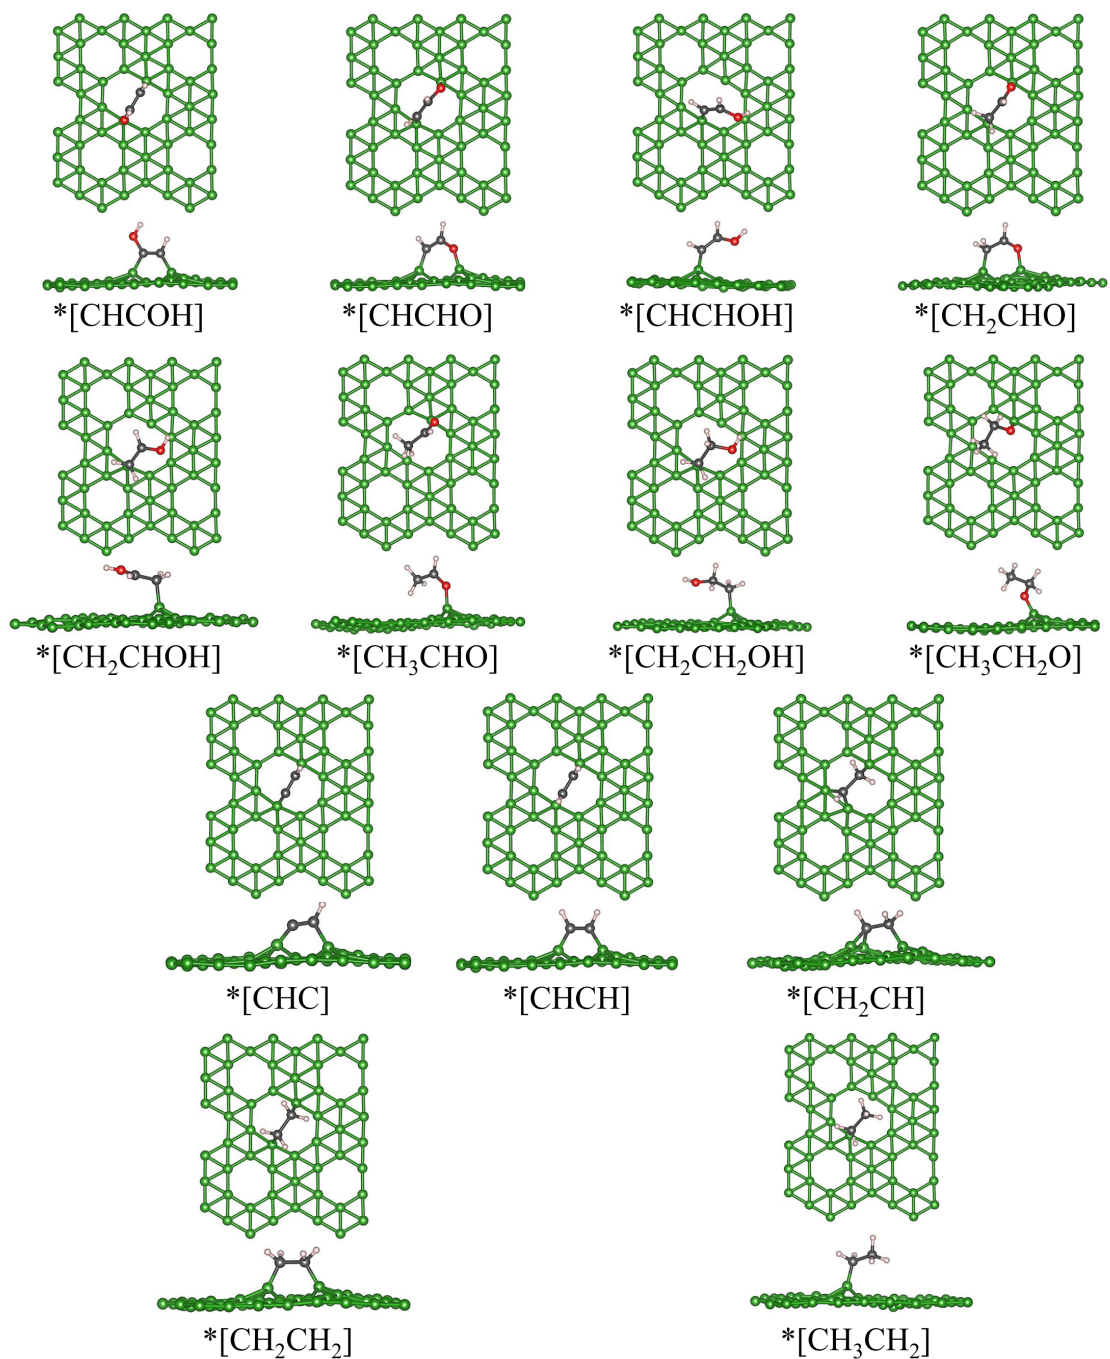 *[CHCOH] *[CHCHO] *[CHCHOH] *[CH₂CHO]
*[CH₂CHOH] *[CH₃CHO] *[CH₂CH₂OH] *[CH₃CH₂O]
*[CHC] *[CHCH] *[CH₂CH]
*[CH₂CH₂] *[CH₃CH₂]